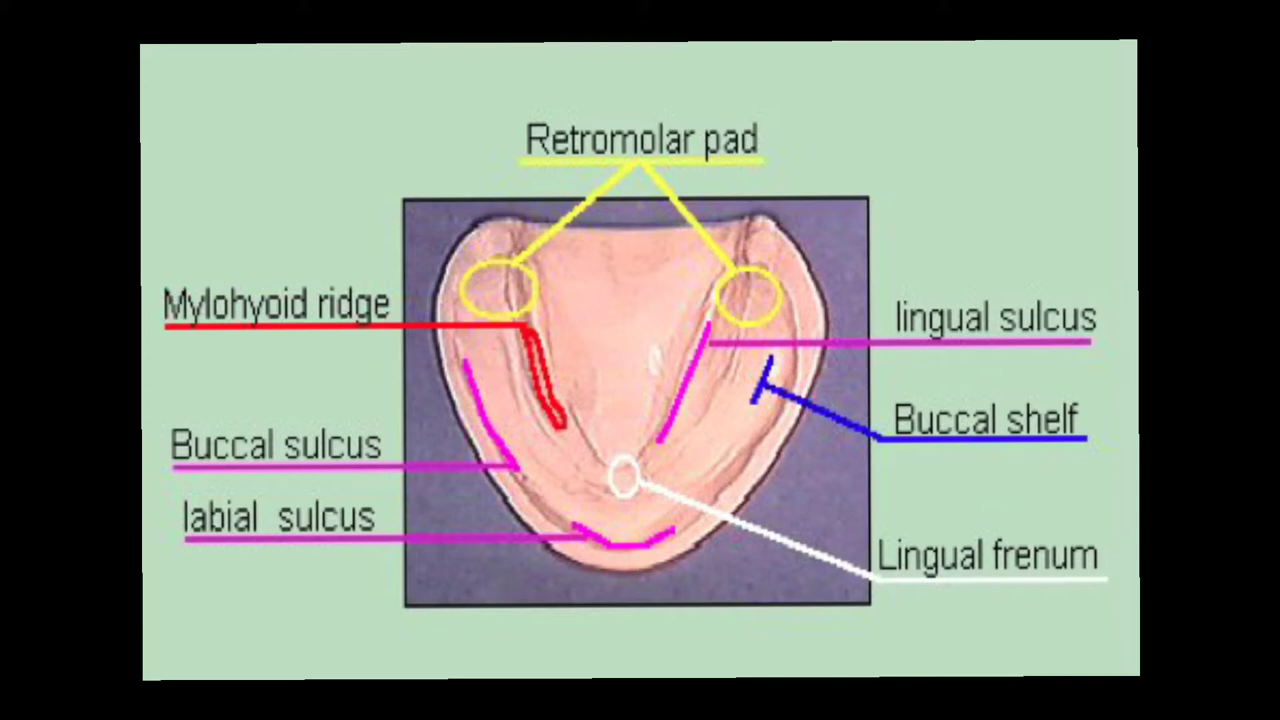 Retromolar pad
Mylohyoid ridge
lingual sulcus
Buccal shelf
Buccal sulcus
labial sulcus
Lingual frenum